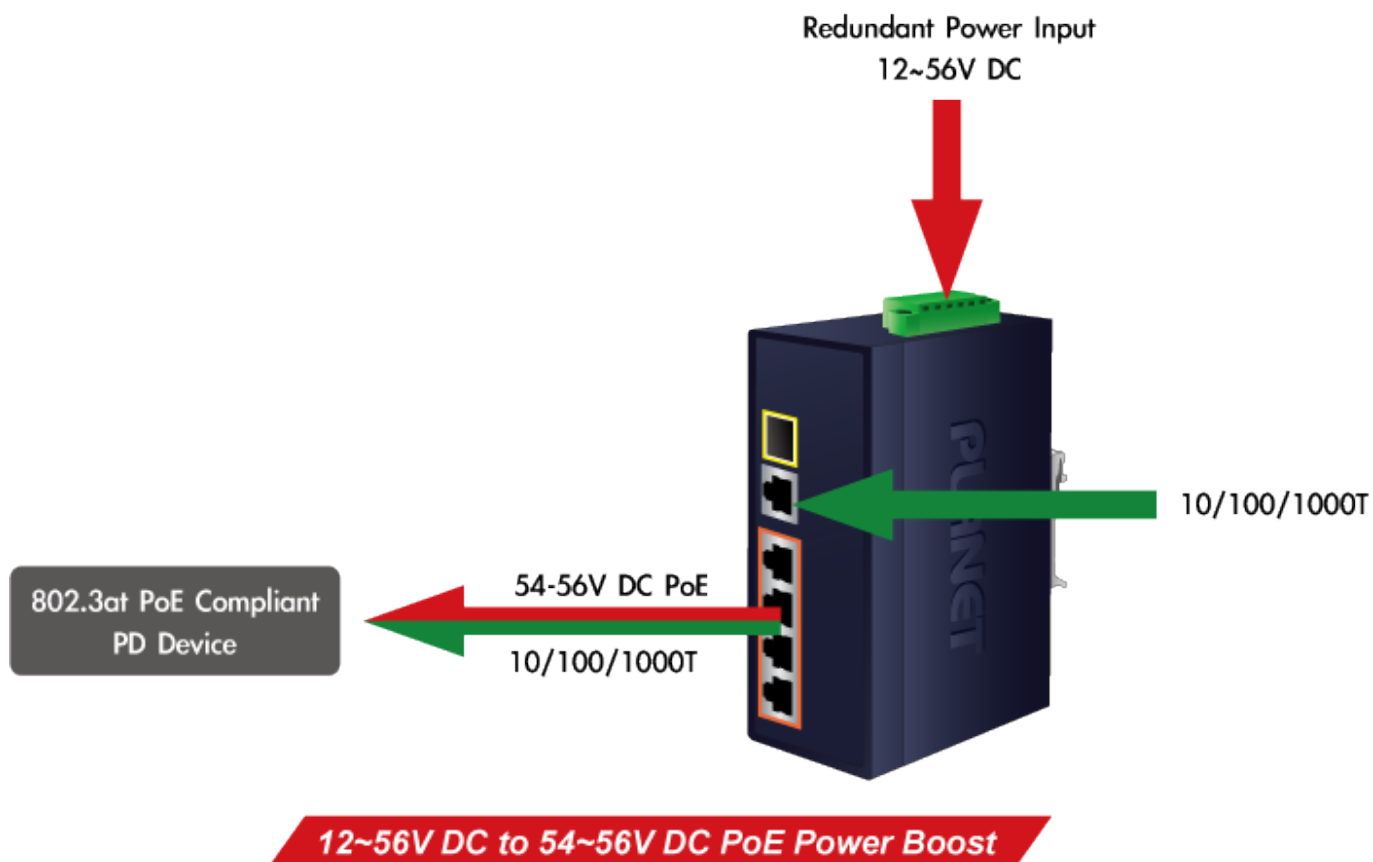 Redundant Power Input
12~56V DC
PLANET
10/100/1000T
54-56V DC PoE
10/100/1000T
802.3at PoE Compliant
PD Device
12~56V DC to 54~56V DC PoE Power Boost